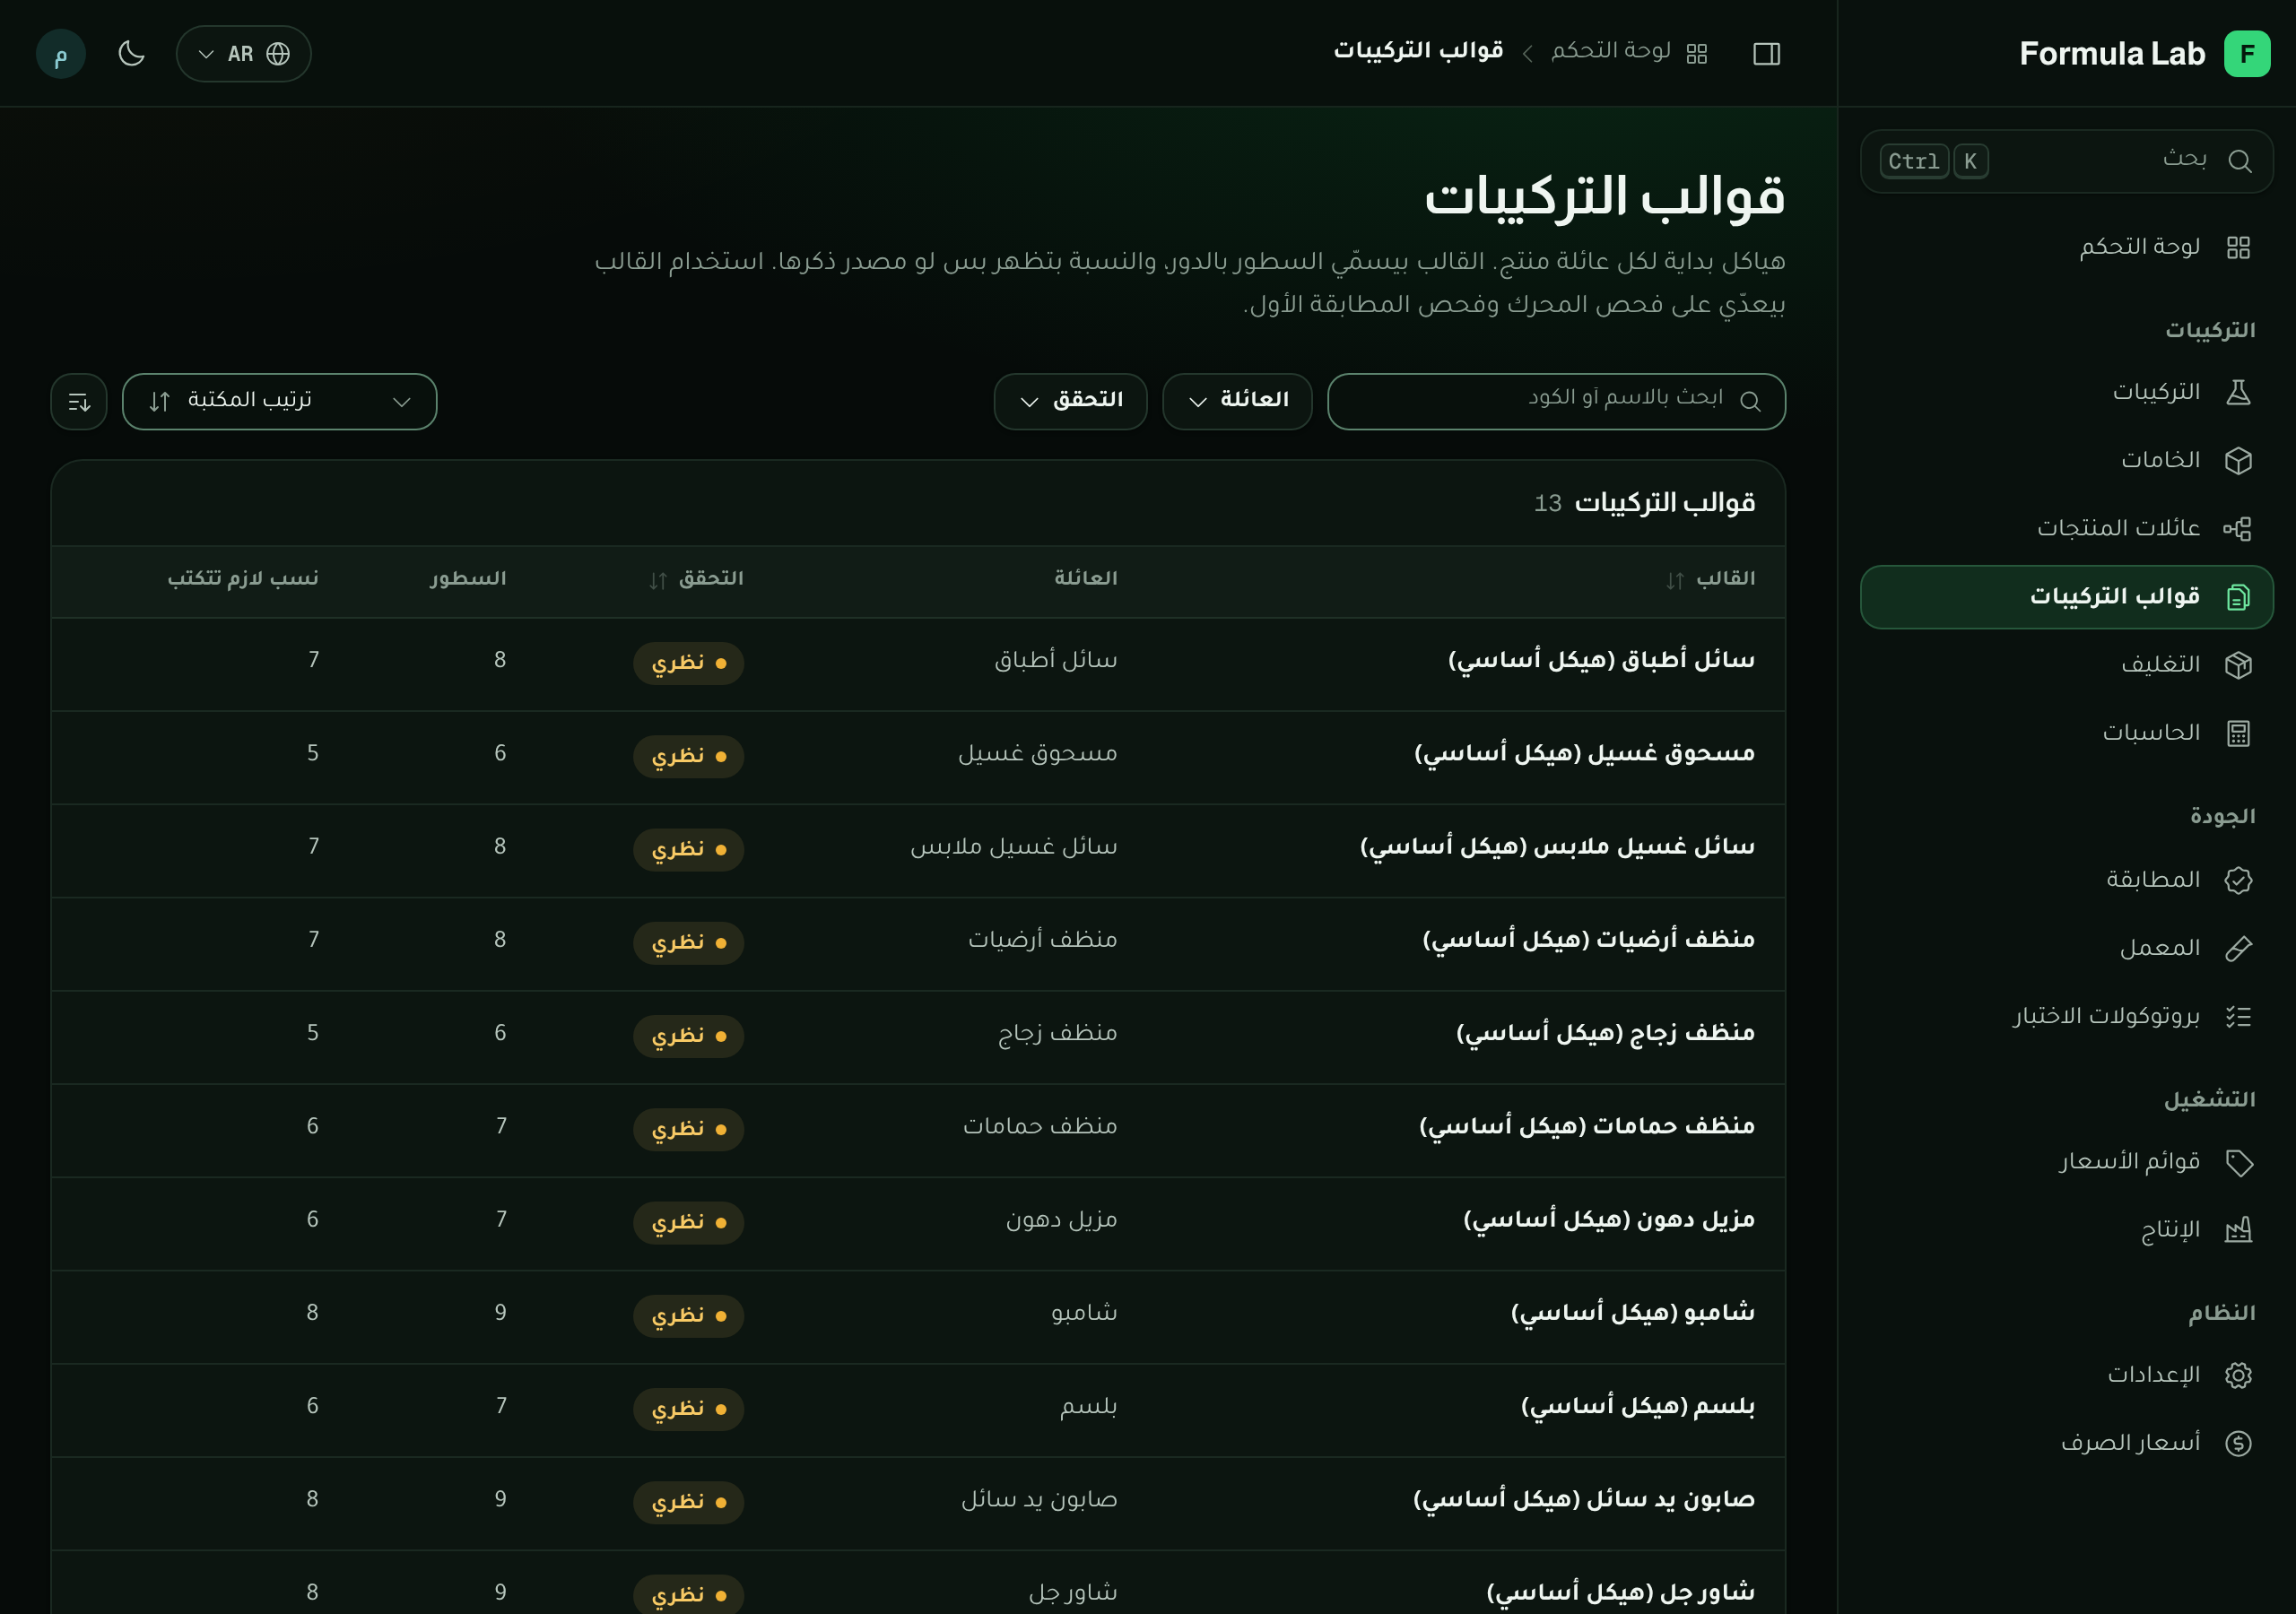 F Formula Lab
بحث Ctrl K
لوحة التحكم
التركيبات
التركيبات
الخامات
عائلات المنتجات
قوالب التركيبات
التغليف
الحاسبات
الجودة
المطابقة
المعمل
بروتوكولات الاختبار
التشغيل
قوائم الأسعار
الإنتاج
النظام
الإعدادات
أسعار الصرف
لوحة التحكم
قوالب التركيبات
AR
م
قوالب التركيبات
هياكل بداية لكل عائلة منتج. القالب بيسمّي السطور بالدور، والنسبة بتظهر بس لو مصدر ذكرها. استخدام القالب
بيعدّي على فحص المحرك وفحص المطابقة الأول.
ابحث بالاسم أو الكود
العائلة
التحقق
ترتيب المكتبة
قوالب التركيبات 13
القالب العائلة التحقق السطور نسب لازم تتكتب
سائل أطباق (هيكل أساسي) سائل أطباق نظري 8 7
مسحوق غسيل (هيكل أساسي) مسحوق غسيل نظري 6 5
سائل غسيل ملابس (هيكل أساسي) سائل غسيل ملابس نظري 8 7
منظف أرضيات (هيكل أساسي) منظف أرضيات نظري 8 7
منظف زجاج (هيكل أساسي) منظف زجاج نظري 6 5
منظف حمامات (هيكل أساسي) منظف حمامات نظري 7 6
مزيل دهون (هيكل أساسي) مزيل دهون نظري 7 6
شامبو (هيكل أساسي) شامبو نظري 9 8
بلسم (هيكل أساسي) بلسم نظري 7 6
صابون يد سائل (هيكل أساسي) صابون يد سائل نظري 9 8
شاور جل (هيكل أساسي) شاور جل نظري 9 8